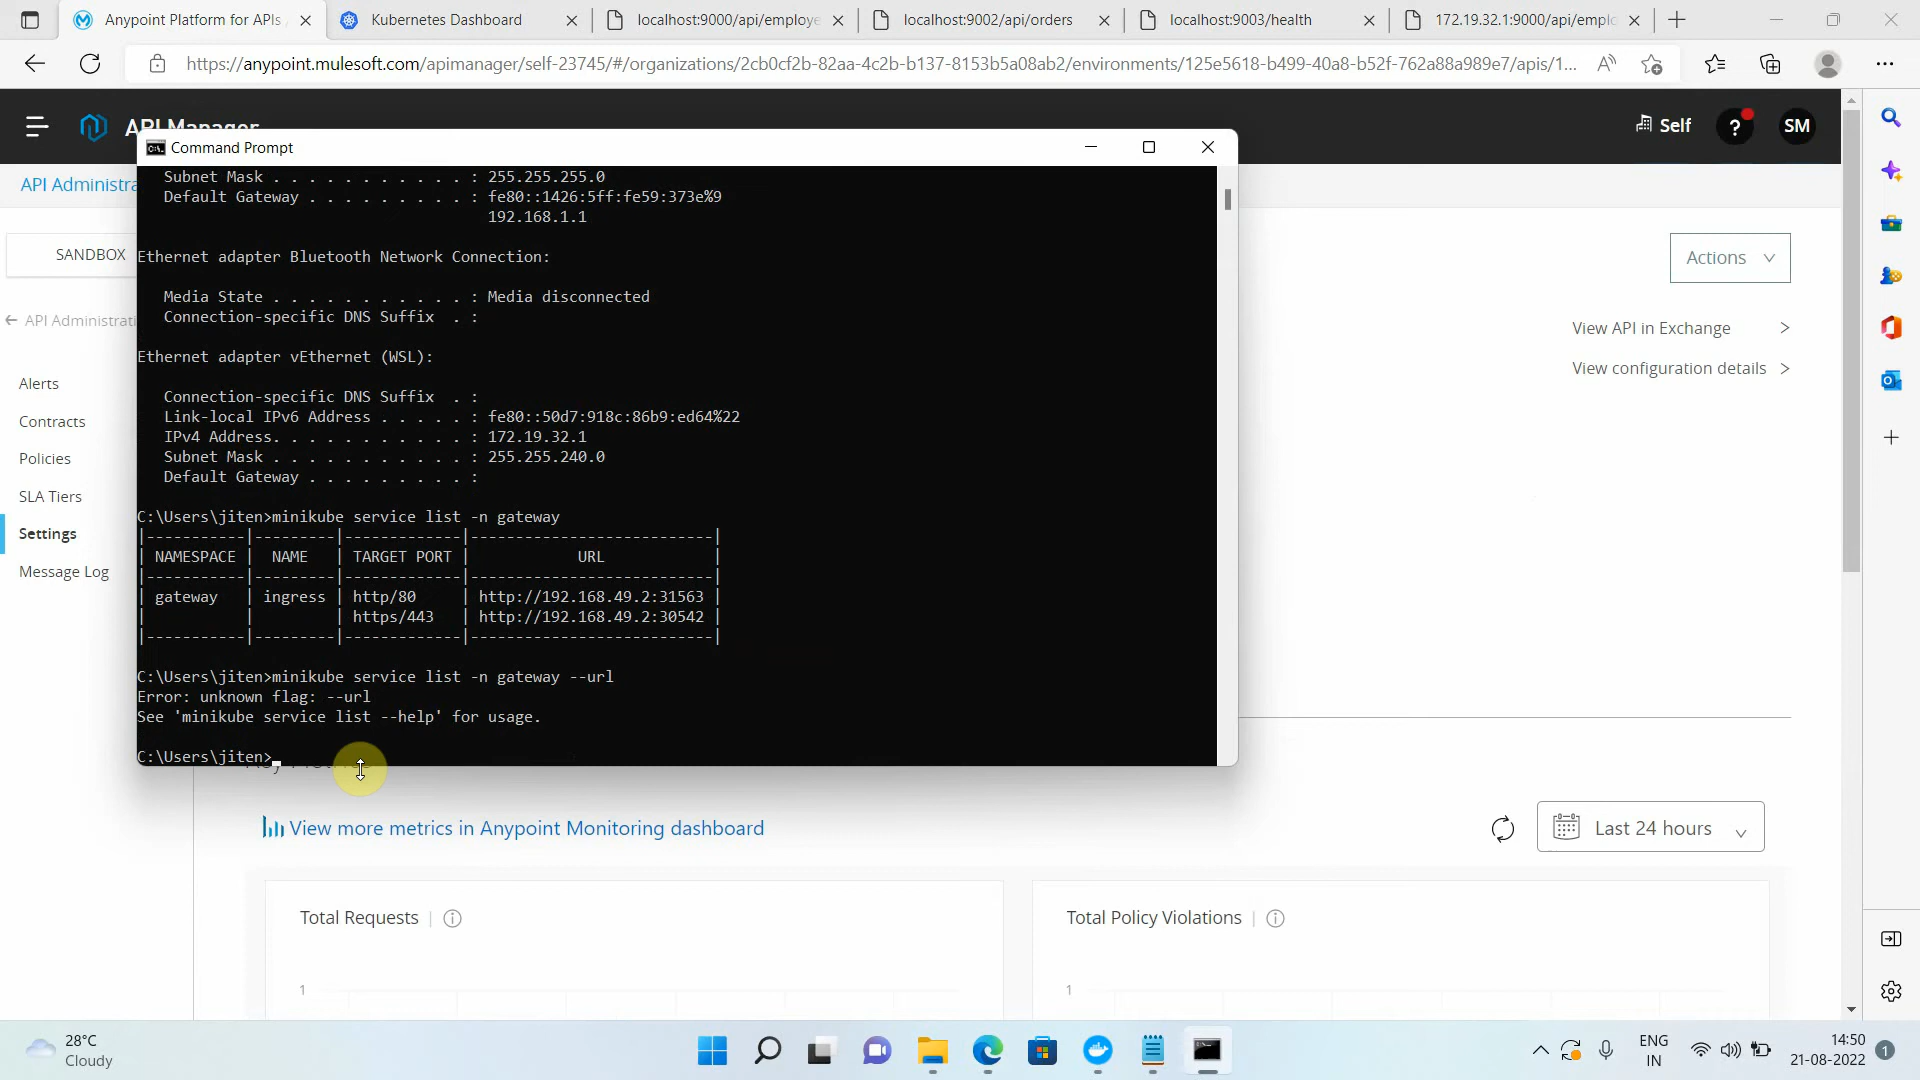 Anypoint Platform for APIs
Kubernetes Dashboard
localhost:9000/api/employe
localhost:9002/api/orders
localhost:9003/health
172.19.32.1:9000/api/empl
https://anypoint.mulesoft.com/apimanager/self-23745/#/organizations/2cb0cf2b-82aa-4c2b-b137-8153b5a08ab2/environments/125e5618-b499-40a8-b52f-762a88a989e7/apis/1...
API Manager
Self
?
SM
Command Prompt
API Administra
SANDBOX
API Administrati
Alerts
Contracts
Policies
SLA Tiers
Settings
Message Log
Subnet Mask . . . . . . . . . . . : 255.255.255.0
Default Gateway . . . . . . . . . : fe80::1426:5ff:fe59:373e%9
192.168.1.1
Ethernet adapter Bluetooth Network Connection:
Media State . . . . . . . . . . . : Media disconnected
Connection-specific DNS Suffix . :
Ethernet adapter vEthernet (WSL):
Connection-specific DNS Suffix . :
Link-local IPv6 Address . . . . . : fe80::50d7:918c:86b9:ed64%22
IPv4 Address. . . . . . . . . . . : 172.19.32.1
Subnet Mask . . . . . . . . . . . : 255.255.240.0
Default Gateway . . . . . . . . . :
C:\Users\jiten>minikube service list -n gateway
|-----------|---------|-------------|---------------------------|
| NAMESPACE | NAME | TARGET PORT | URL |
|-----------|---------|-------------|---------------------------|
| gateway | ingress | http/80 | http://192.168.49.2:31563 |
| | | https/443 | http://192.168.49.2:30542 |
|-----------|---------|-------------|---------------------------|
C:\Users\jiten>minikube service list -n gateway --url
Error: unknown flag: --url
See 'minikube service list --help' for usage.
C:\Users\jiten>
Actions
View API in Exchange >
View configuration details >
View more metrics in Anypoint Monitoring dashboard
Last 24 hours
Total Requests
Total Policy Violations
1
1
28°C
Cloudy
ENG
IN
14:50
21-08-2022
1